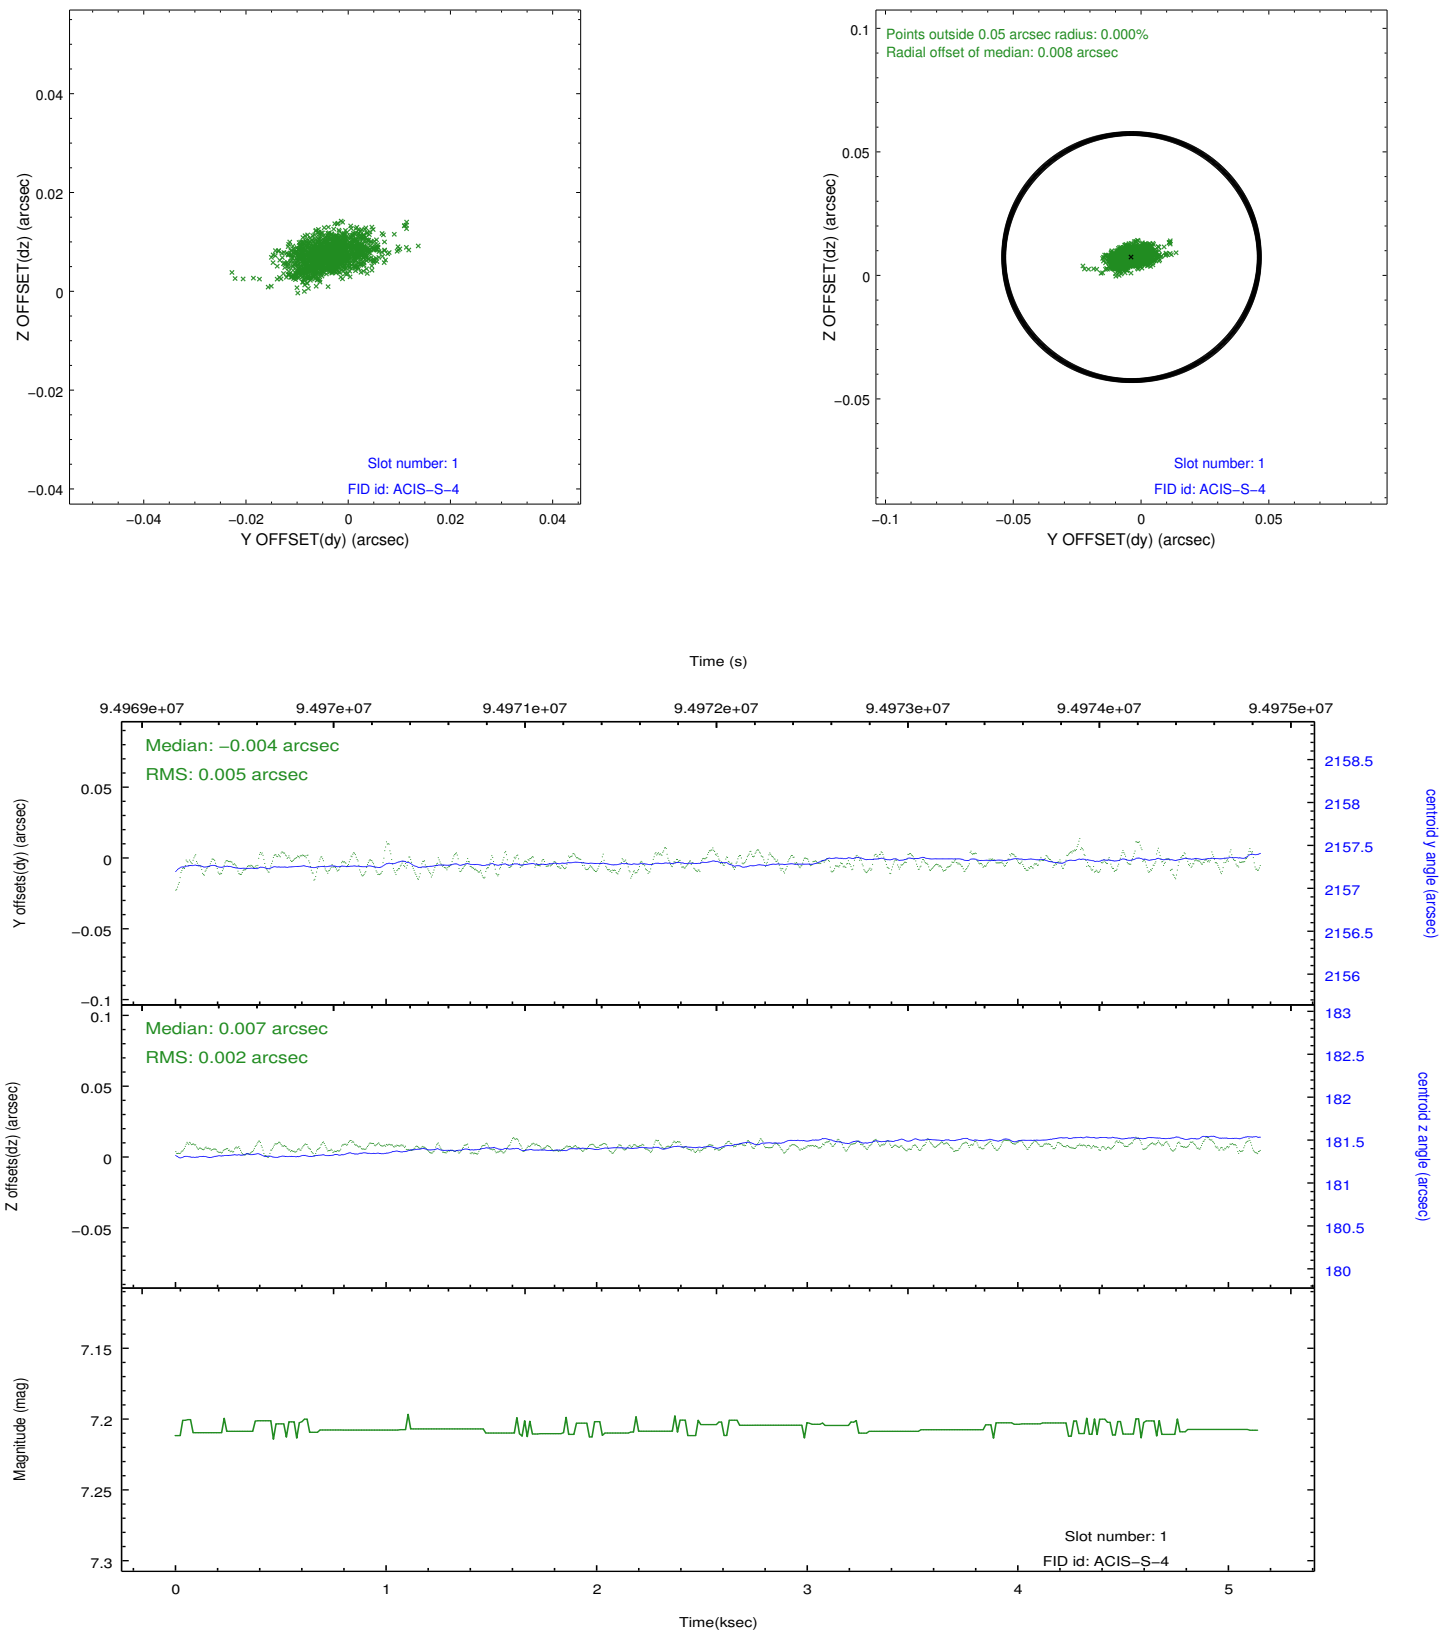 0.04
0.02
0
−0.02
−0.04
Z OFFSET(dz) (arcsec)
Slot number: 1
FID id: ACIS−S−4
−0.04
−0.02
0
0.02
0.04
Y OFFSET(dy) (arcsec)
Points outside 0.05 arcsec radius: 0.000%
Radial offset of median: 0.008 arcsec
0.1
0.05
0
−0.05
Z OFFSET(dz) (arcsec)
Slot number: 1
FID id: ACIS−S−4
−0.1
−0.05
0
0.05
Y OFFSET(dy) (arcsec)
Time (s)
9.4969e+07
9.497e+07
9.4971e+07
9.4972e+07
9.4973e+07
9.4974e+07
9.4975e+07
Median: −0.004 arcsec
RMS: 0.005 arcsec
0.05
0
−0.05
−0.1
Y offsets(dy) (arcsec)
2158.5
2158
2157.5
2157
2156.5
2156
centroid y angle (arcsec)
Median: 0.007 arcsec
RMS: 0.002 arcsec
0.1
0.05
0
−0.05
Z offsets(dz) (arcsec)
183
182.5
182
181.5
181
180.5
180
centroid z angle (arcsec)
7.15
7.2
7.25
7.3
Magnitude (mag)
Slot number: 1
FID id: ACIS−S−4
0
1
2
3
4
5
Time(ksec)